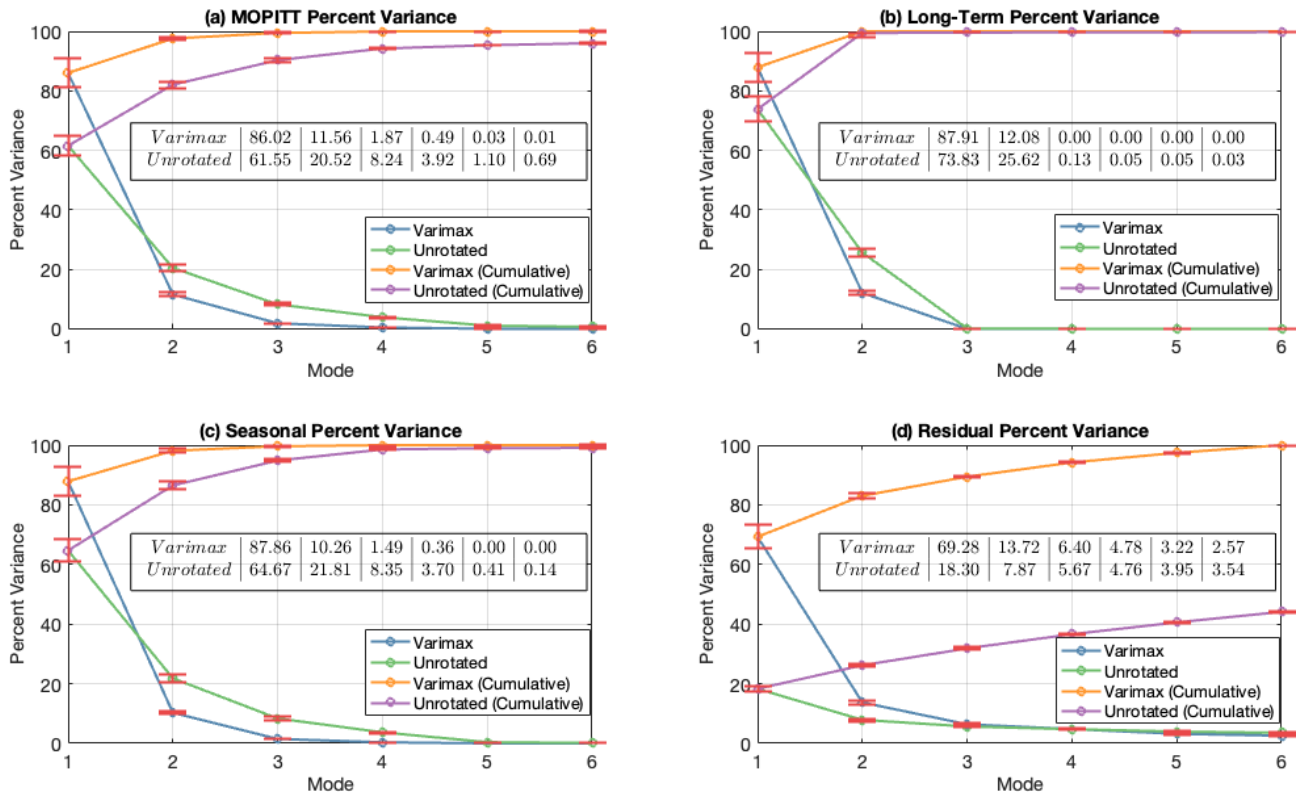 (a) MOPITT Percent Variance
Percent Variance
100
80
60
40
20
0
Varimax 86.02 11.56 1.87 0.49 0.03 0.01
Unrotated 61.55 20.52 8.24 3.92 1.10 0.69
Varimax
Unrotated
Varimax (Cumulative)
Unrotated (Cumulative)
1 2 3 4 5 6
Mode
(b) Long-Term Percent Variance
Percent Variance
100
80
60
40
20
0
Varimax 87.91 12.08 0.00 0.00 0.00 0.00
Unrotated 73.83 25.62 0.13 0.05 0.05 0.03
Varimax
Unrotated
Varimax (Cumulative)
Unrotated (Cumulative)
1 2 3 4 5 6
Mode
(c) Seasonal Percent Variance
Percent Variance
100
80
60
40
20
0
Varimax 87.86 10.26 1.49 0.36 0.00 0.00
Unrotated 64.67 21.81 8.35 3.70 0.41 0.14
Varimax
Unrotated
Varimax (Cumulative)
Unrotated (Cumulative)
1 2 3 4 5 6
Mode
(d) Residual Percent Variance
Percent Variance
100
80
60
40
20
0
Varimax 69.28 13.72 6.40 4.78 3.22 2.57
Unrotated 18.30 7.87 5.67 4.76 3.95 3.54
Varimax
Unrotated
Varimax (Cumulative)
Unrotated (Cumulative)
1 2 3 4 5 6
Mode